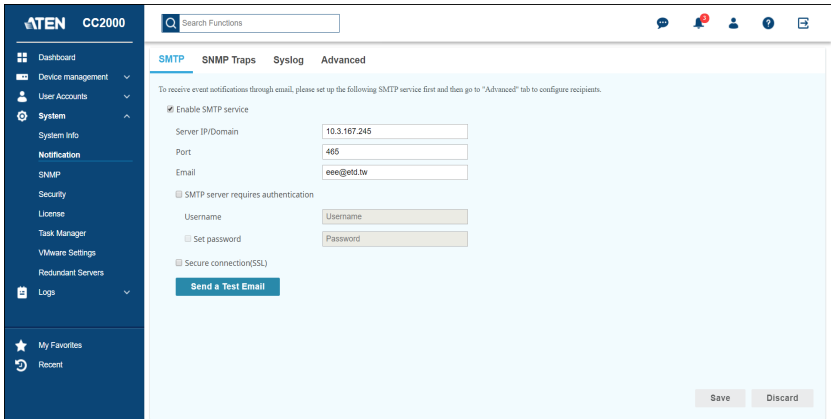 ATEN CC2000
Search Functions
3
Dashboard
Device management
User Accounts
System
System Info
Notification
SNMP
Security
License
Task Manager
VMware Settings
Redundant Servers
Logs
My Favorites
Recent
SMTP SNMP Traps Syslog Advanced
To receive event notifications through email, please set up the following SMTP service first and then go to "Advanced" tab to configure recipients.
Enable SMTP service
Server IP/Domain 10.3.167.245
Port 465
Email eee@etd.tw
SMTP server requires authentication
Username Username
Set password Password
Secure connection(SSL)
Send a Test Email
Save Discard